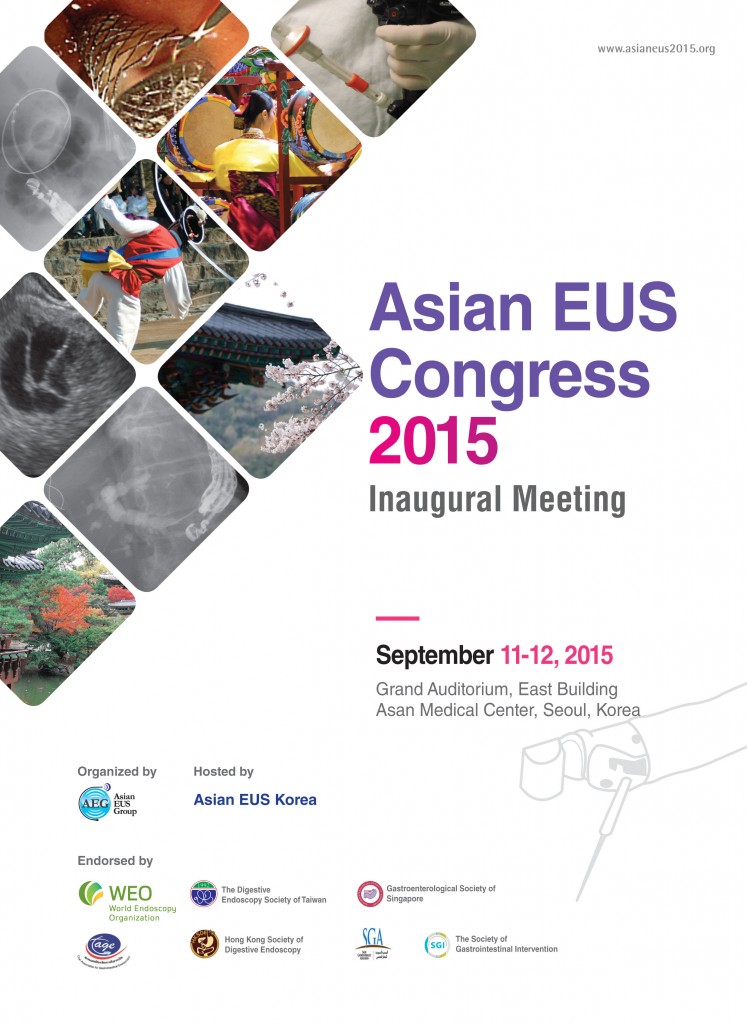 www.asianeus2015.org
Asian EUS
Congress
2015
Inaugural Meeting
September 11-12, 2015
Grand Auditorium, East Building
Asan Medical Center, Seoul, Korea
Organized by
AEG
Asian
EUS
Group
Hosted by
Asian EUS Korea
Endorsed by
WEO
World Endoscopy
Organization
The Digestive
Endoscopy Society of Taiwan
Gastroenterological Society of
Singapore
Tage
Hong Kong Society of
Digestive Endoscopy
SGA
SGI
The Society of
Gastrointestinal Intervention